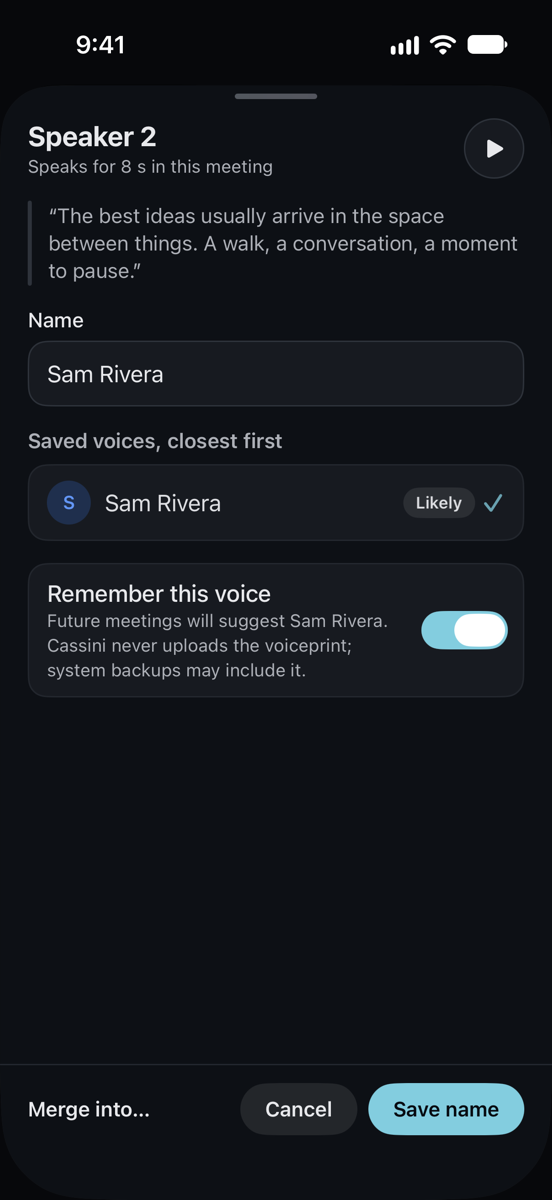 9:41
Speaker 2
Speaks for 8 s in this meeting
“The best ideas usually arrive in the space
between things. A walk, a conversation, a moment
to pause.”
Name
Sam Rivera
Saved voices, closest first
S
Sam Rivera
Likely
Remember this voice
Future meetings will suggest Sam Rivera.
Cassini never uploads the voiceprint;
system backups may include it.
Merge into...
Cancel
Save name